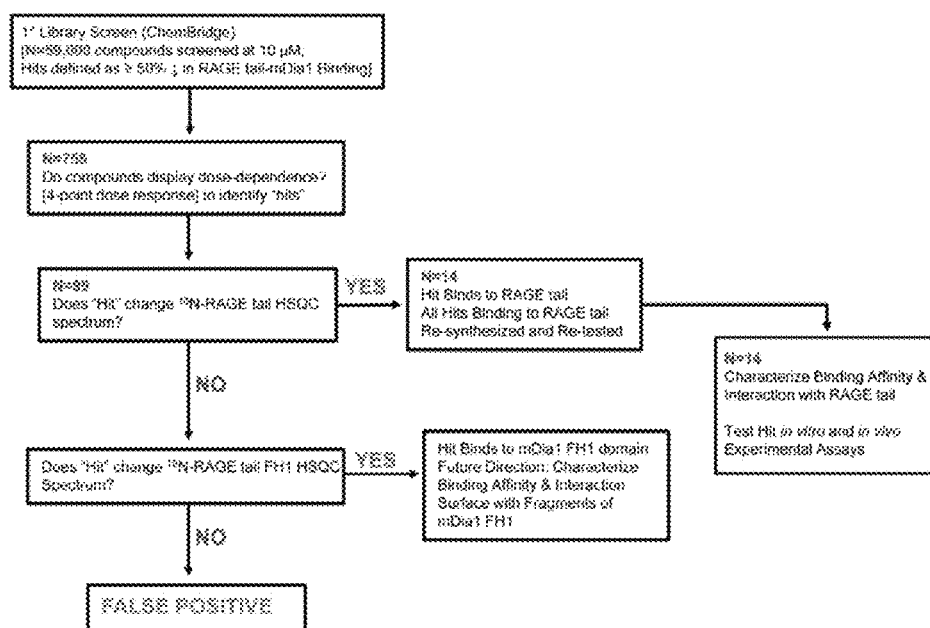 1° Library Screen (ChemBridge)
[N=59,000 compounds screened at 10 μM,
Hits defined as ≥ 50% ↓ in RAGE tail-mDia1 Binding]
Do compounds display dose-dependence?
[4-point dose response] to identify "hits"
Does "Hit" change ¹⁵N-RAGE tail HSQC
spectrum?
YES
N=14
Hit Binds to RAGE tail
All Hits Binding to RAGE tail
Re-synthesized and Re-tested
N=14
Characterize Binding Affinity &
Interaction with RAGE tail
Test Hit in vitro and in vivo
Experimental Assays
NO
Does "Hit" change ¹⁵N-RAGE tail FH1 HSQC
Spectrum?
YES
Hit Binds to mDia1 FH1 domain
Future Direction: Characterize
Binding Affinity & Interaction
Surface with Fragments of
mDia1 FH1
NO
FALSE POSITIVE